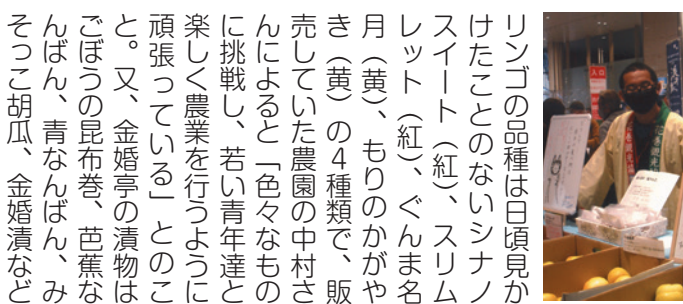 リンゴの品種は日頃見か
けたことのないシナノ
スイート（紅）、スリム
レット（紅）、ぐんま名
月（黄）、もりのかがや
き（黄）の４種類で、販
売していた農園の中村さ
んによると「色々なもの
に挑戦し、若い青年達と
楽しく農業を行うように
頑張っている」とのこ
と。又、金婚亭の漬物は
ごぼうの昆布巻、芭蕉な
んばん、青なんばん、み
そっこ胡瓜、金婚漬など
入口